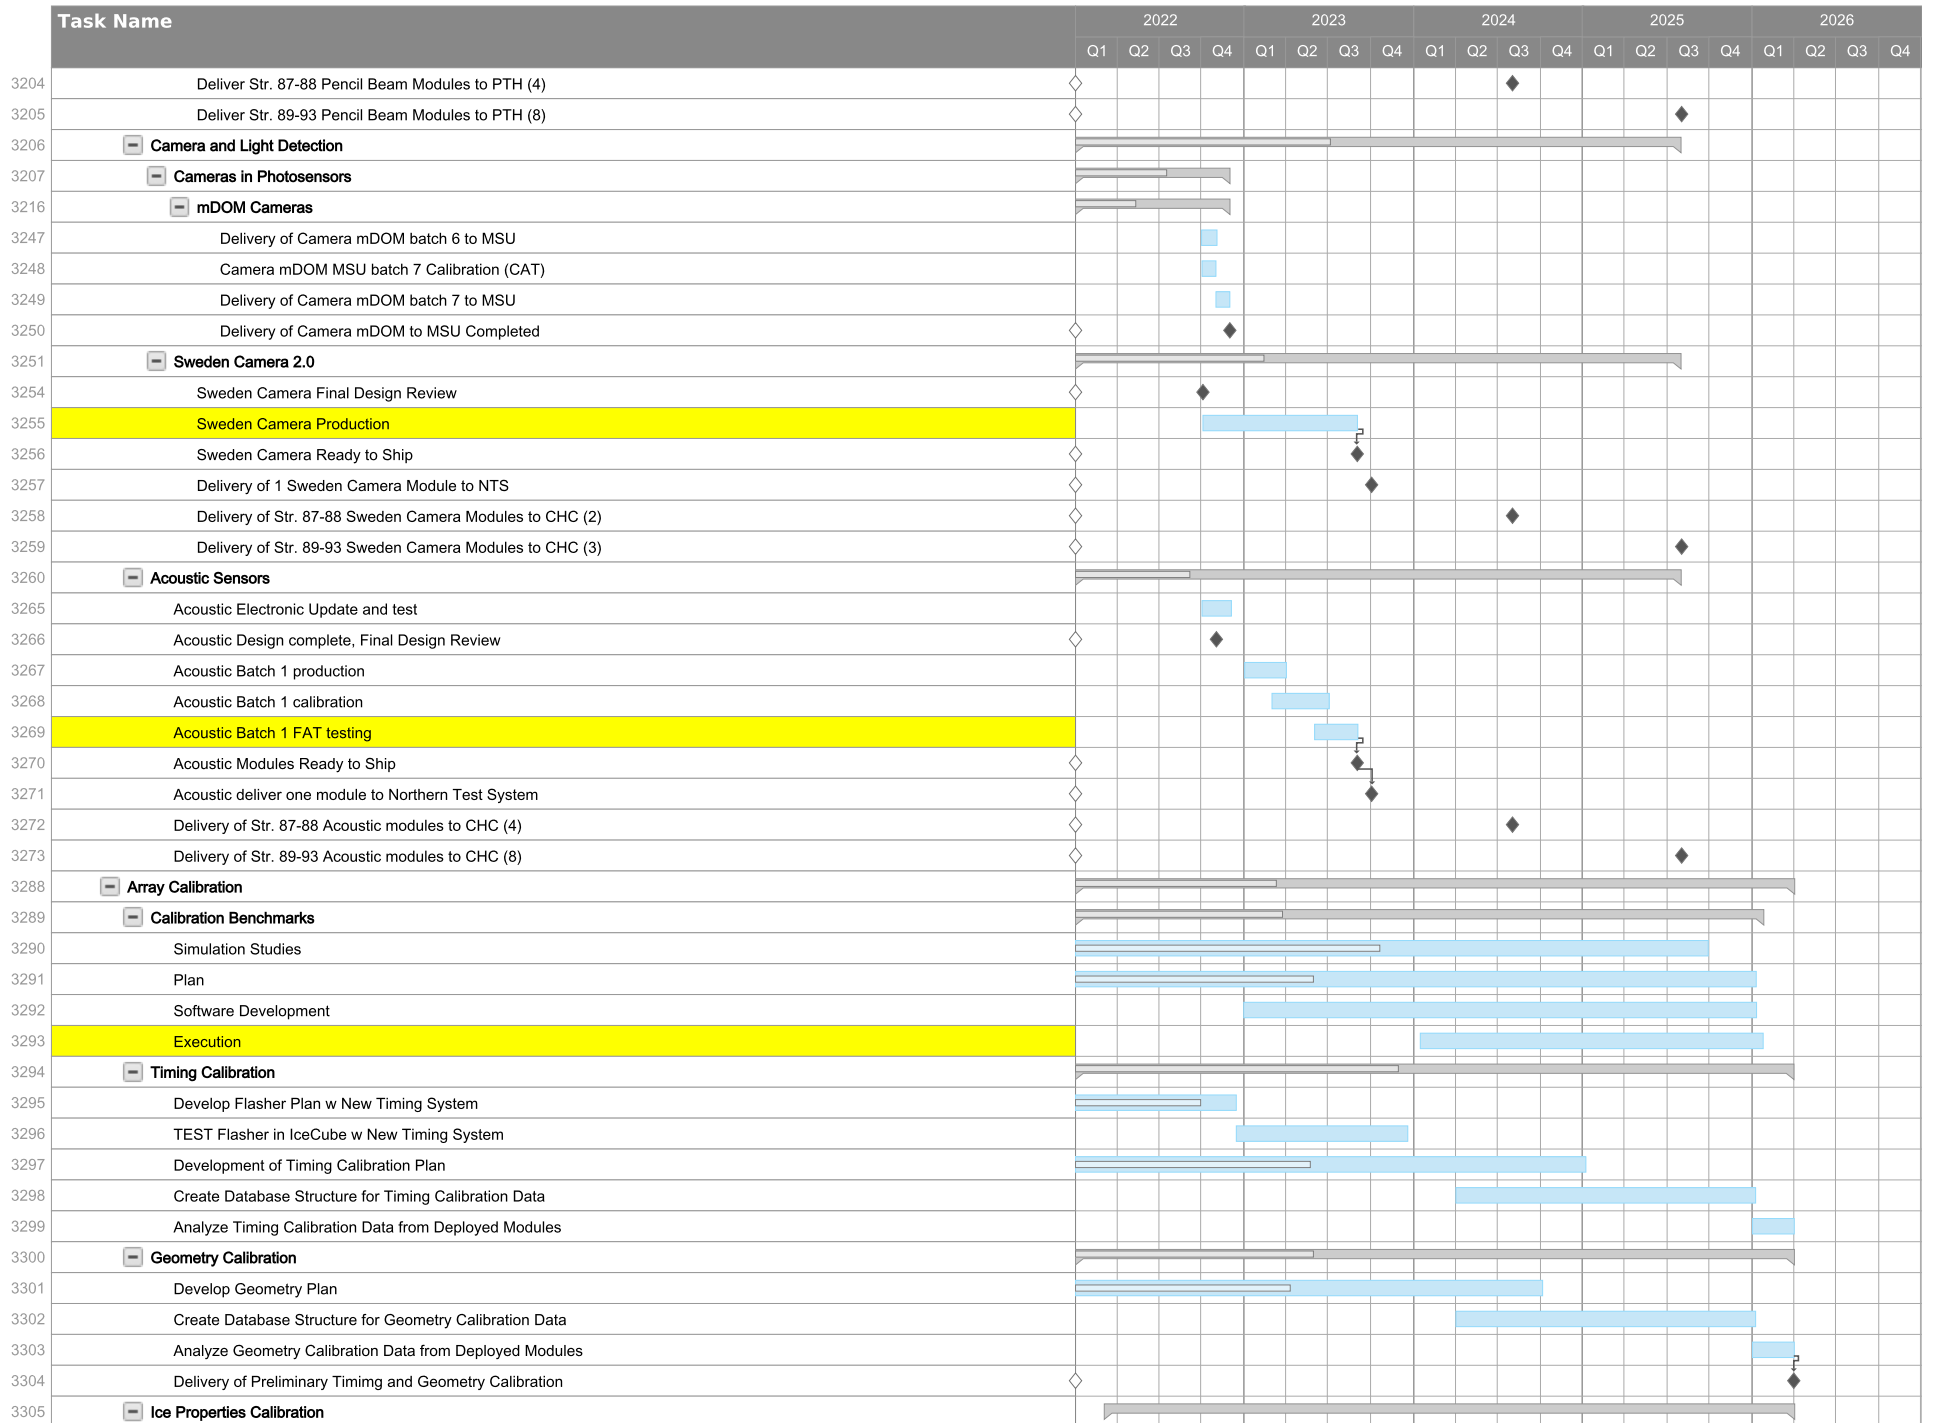 Task Name 2022 2023 2024 2025 2026
Q1 Q2 Q3 Q4 Q1 Q2 Q3 Q4 Q1 Q2 Q3 Q4 Q1 Q2 Q3 Q4 Q1 Q2 Q3 Q4
3204 Deliver Str. 87-88 Pencil Beam Modules to PTH (4)
3205 Deliver Str. 89-93 Pencil Beam Modules to PTH (8)
3206 Camera and Light Detection
3207 Cameras in Photosensors
3216 mDOM Cameras
3247 Delivery of Camera mDOM batch 6 to MSU
3248 Camera mDOM MSU batch 7 Calibration (CAT)
3249 Delivery of Camera mDOM batch 7 to MSU
3250 Delivery of Camera mDOM to MSU Completed
3251 Sweden Camera 2.0
3254 Sweden Camera Final Design Review
3255 Sweden Camera Production
3256 Sweden Camera Ready to Ship
3257 Delivery of 1 Sweden Camera Module to NTS
3258 Delivery of Str. 87-88 Sweden Camera Modules to CHC (2)
3259 Delivery of Str. 89-93 Sweden Camera Modules to CHC (3)
3260 Acoustic Sensors
3265 Acoustic Electronic Update and test
3266 Acoustic Design complete, Final Design Review
3267 Acoustic Batch 1 production
3268 Acoustic Batch 1 calibration
3269 Acoustic Batch 1 FAT testing
3270 Acoustic Modules Ready to Ship
3271 Acoustic deliver one module to Northern Test System
3272 Delivery of Str. 87-88 Acoustic modules to CHC (4)
3273 Delivery of Str. 89-93 Acoustic modules to CHC (8)
3288 Array Calibration
3289 Calibration Benchmarks
3290 Simulation Studies
3291 Plan
3292 Software Development
3293 Execution
3294 Timing Calibration
3295 Develop Flasher Plan w New Timing System
3296 TEST Flasher in IceCube w New Timing System
3297 Development of Timing Calibration Plan
3298 Create Database Structure for Timing Calibration Data
3299 Analyze Timing Calibration Data from Deployed Modules
3300 Geometry Calibration
3301 Develop Geometry Plan
3302 Create Database Structure for Geometry Calibration Data
3303 Analyze Geometry Calibration Data from Deployed Modules
3304 Delivery of Preliminary Timimg and Geometry Calibration
3305 Ice Properties Calibration